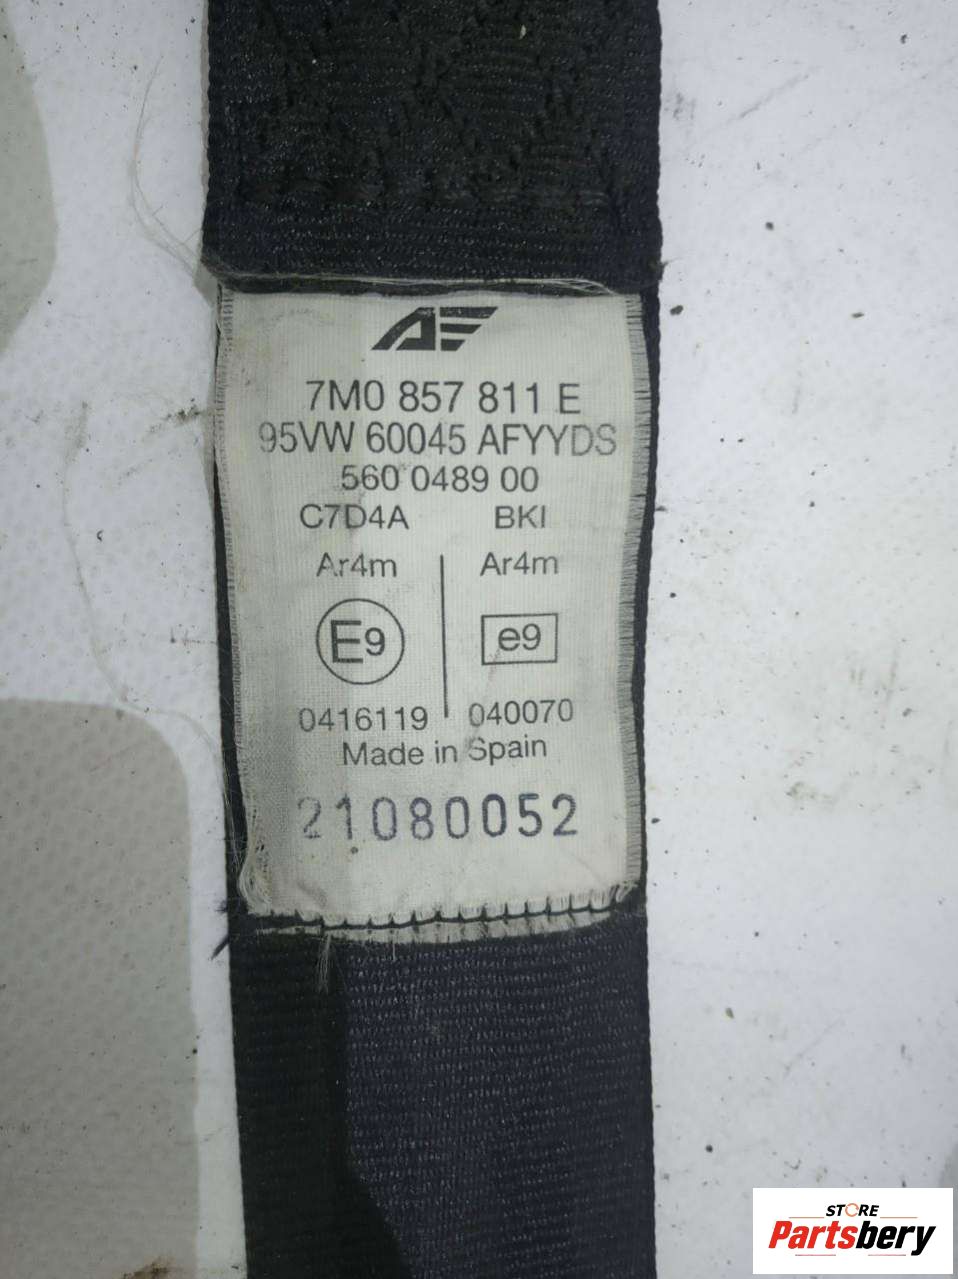 AF
7M0 857 811 E
95VW 60045 AFYYDS
560 0489 00
C7D4A BKI
Ar4m Ar4m
E9 e9
0416119 040070
Made in Spain
21080052
STORE
Partsbery